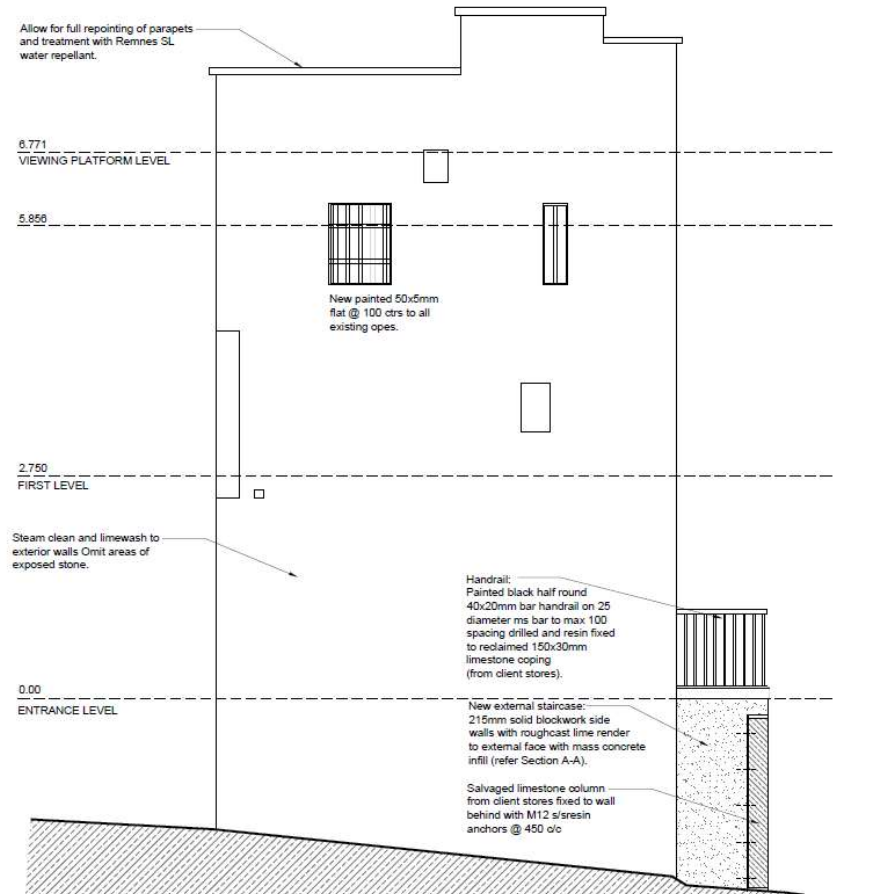 Allow for full repointing of parapets
and treatment with Remnes SL
water repellant.
6.771
VIEWING PLATFORM LEVEL
5.856
New painted 50x5mm
flat @ 100 ctrs to all
existing opes.
2.750
FIRST LEVEL
Steam clean and limewash to
exterior walls Omit areas of
exposed stone.
Handrail:
Painted black half round
40x20mm bar handrail on 25
diameter ms bar to max 100
spacing drilled and resin fixed
to reclaimed 150x30mm
limestone coping
(from client stores).
0.00
ENTRANCE LEVEL
New external staircase:
215mm solid blockwork side
walls with roughcast lime render
to external face with mass concrete
infill (refer Section A-A).
Salvaged limestone column
from client stores fixed to wall
behind with M12 s/sresin
anchors @ 450 c/c